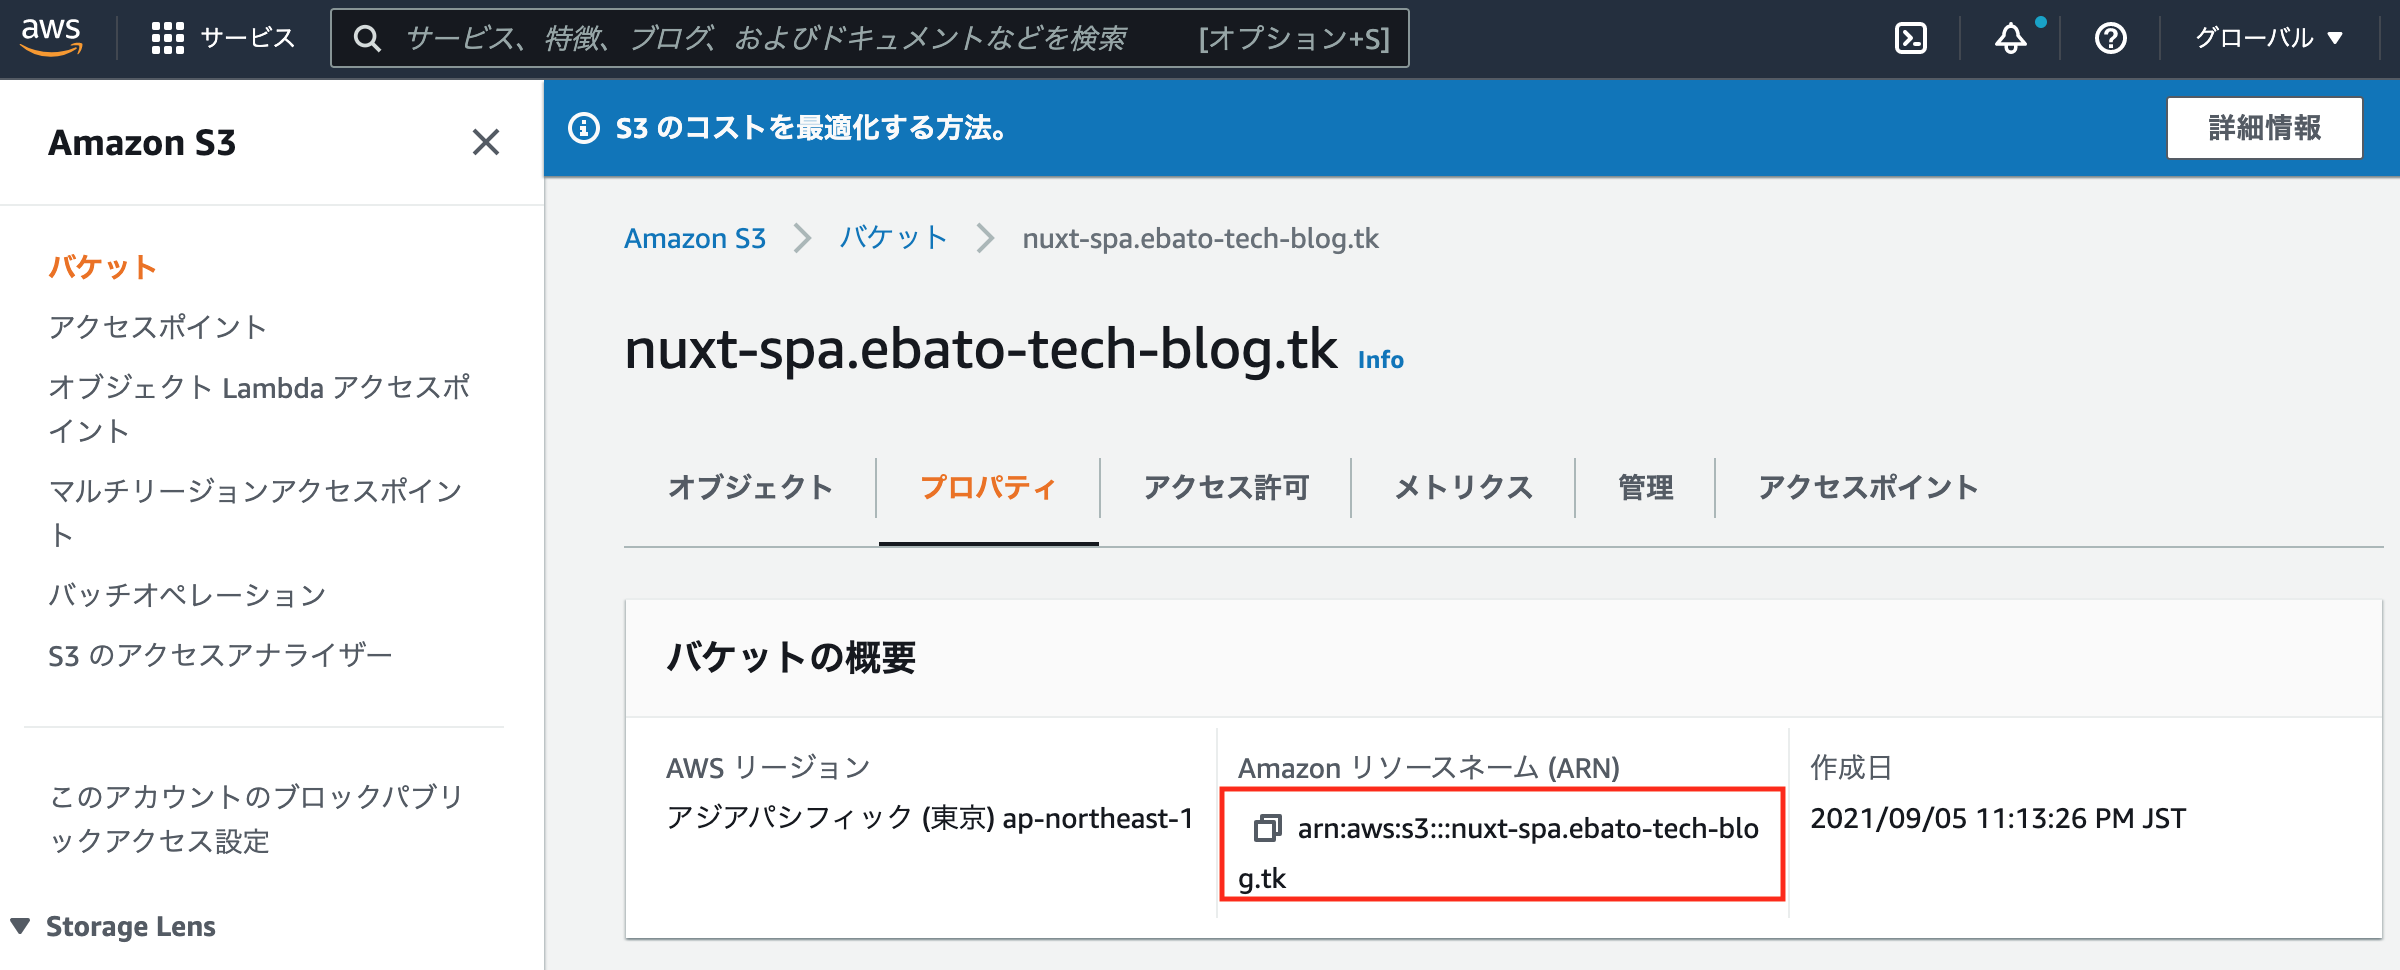 aws
サービス
サービス、特徴、ブログ、およびドキュメントなどを検索
[オプション+S]
グローバル ▼
Amazon S3
バケット
アクセスポイント
オブジェクト Lambda アクセスポ
イント
マルチリージョンアクセスポイン
ト
バッチオペレーション
S3 のアクセスアナライザー
このアカウントのブロックパブリ
ックアクセス設定
▼ Storage Lens
S3 のコストを最適化する方法。
詳細情報
Amazon S3 > バケット > nuxt-spa.ebato-tech-blog.tk
nuxt-spa.ebato-tech-blog.tk Info
オブジェクト
プロパティ
アクセス許可
メトリクス
管理
アクセスポイント
バケットの概要
AWS リージョン
アジアパシフィック (東京) ap-northeast-1
Amazon リソースネーム (ARN)
arn:aws:s3:::nuxt-spa.ebato-tech-blo
g.tk
作成日
2021/09/05 11:13:26 PM JST